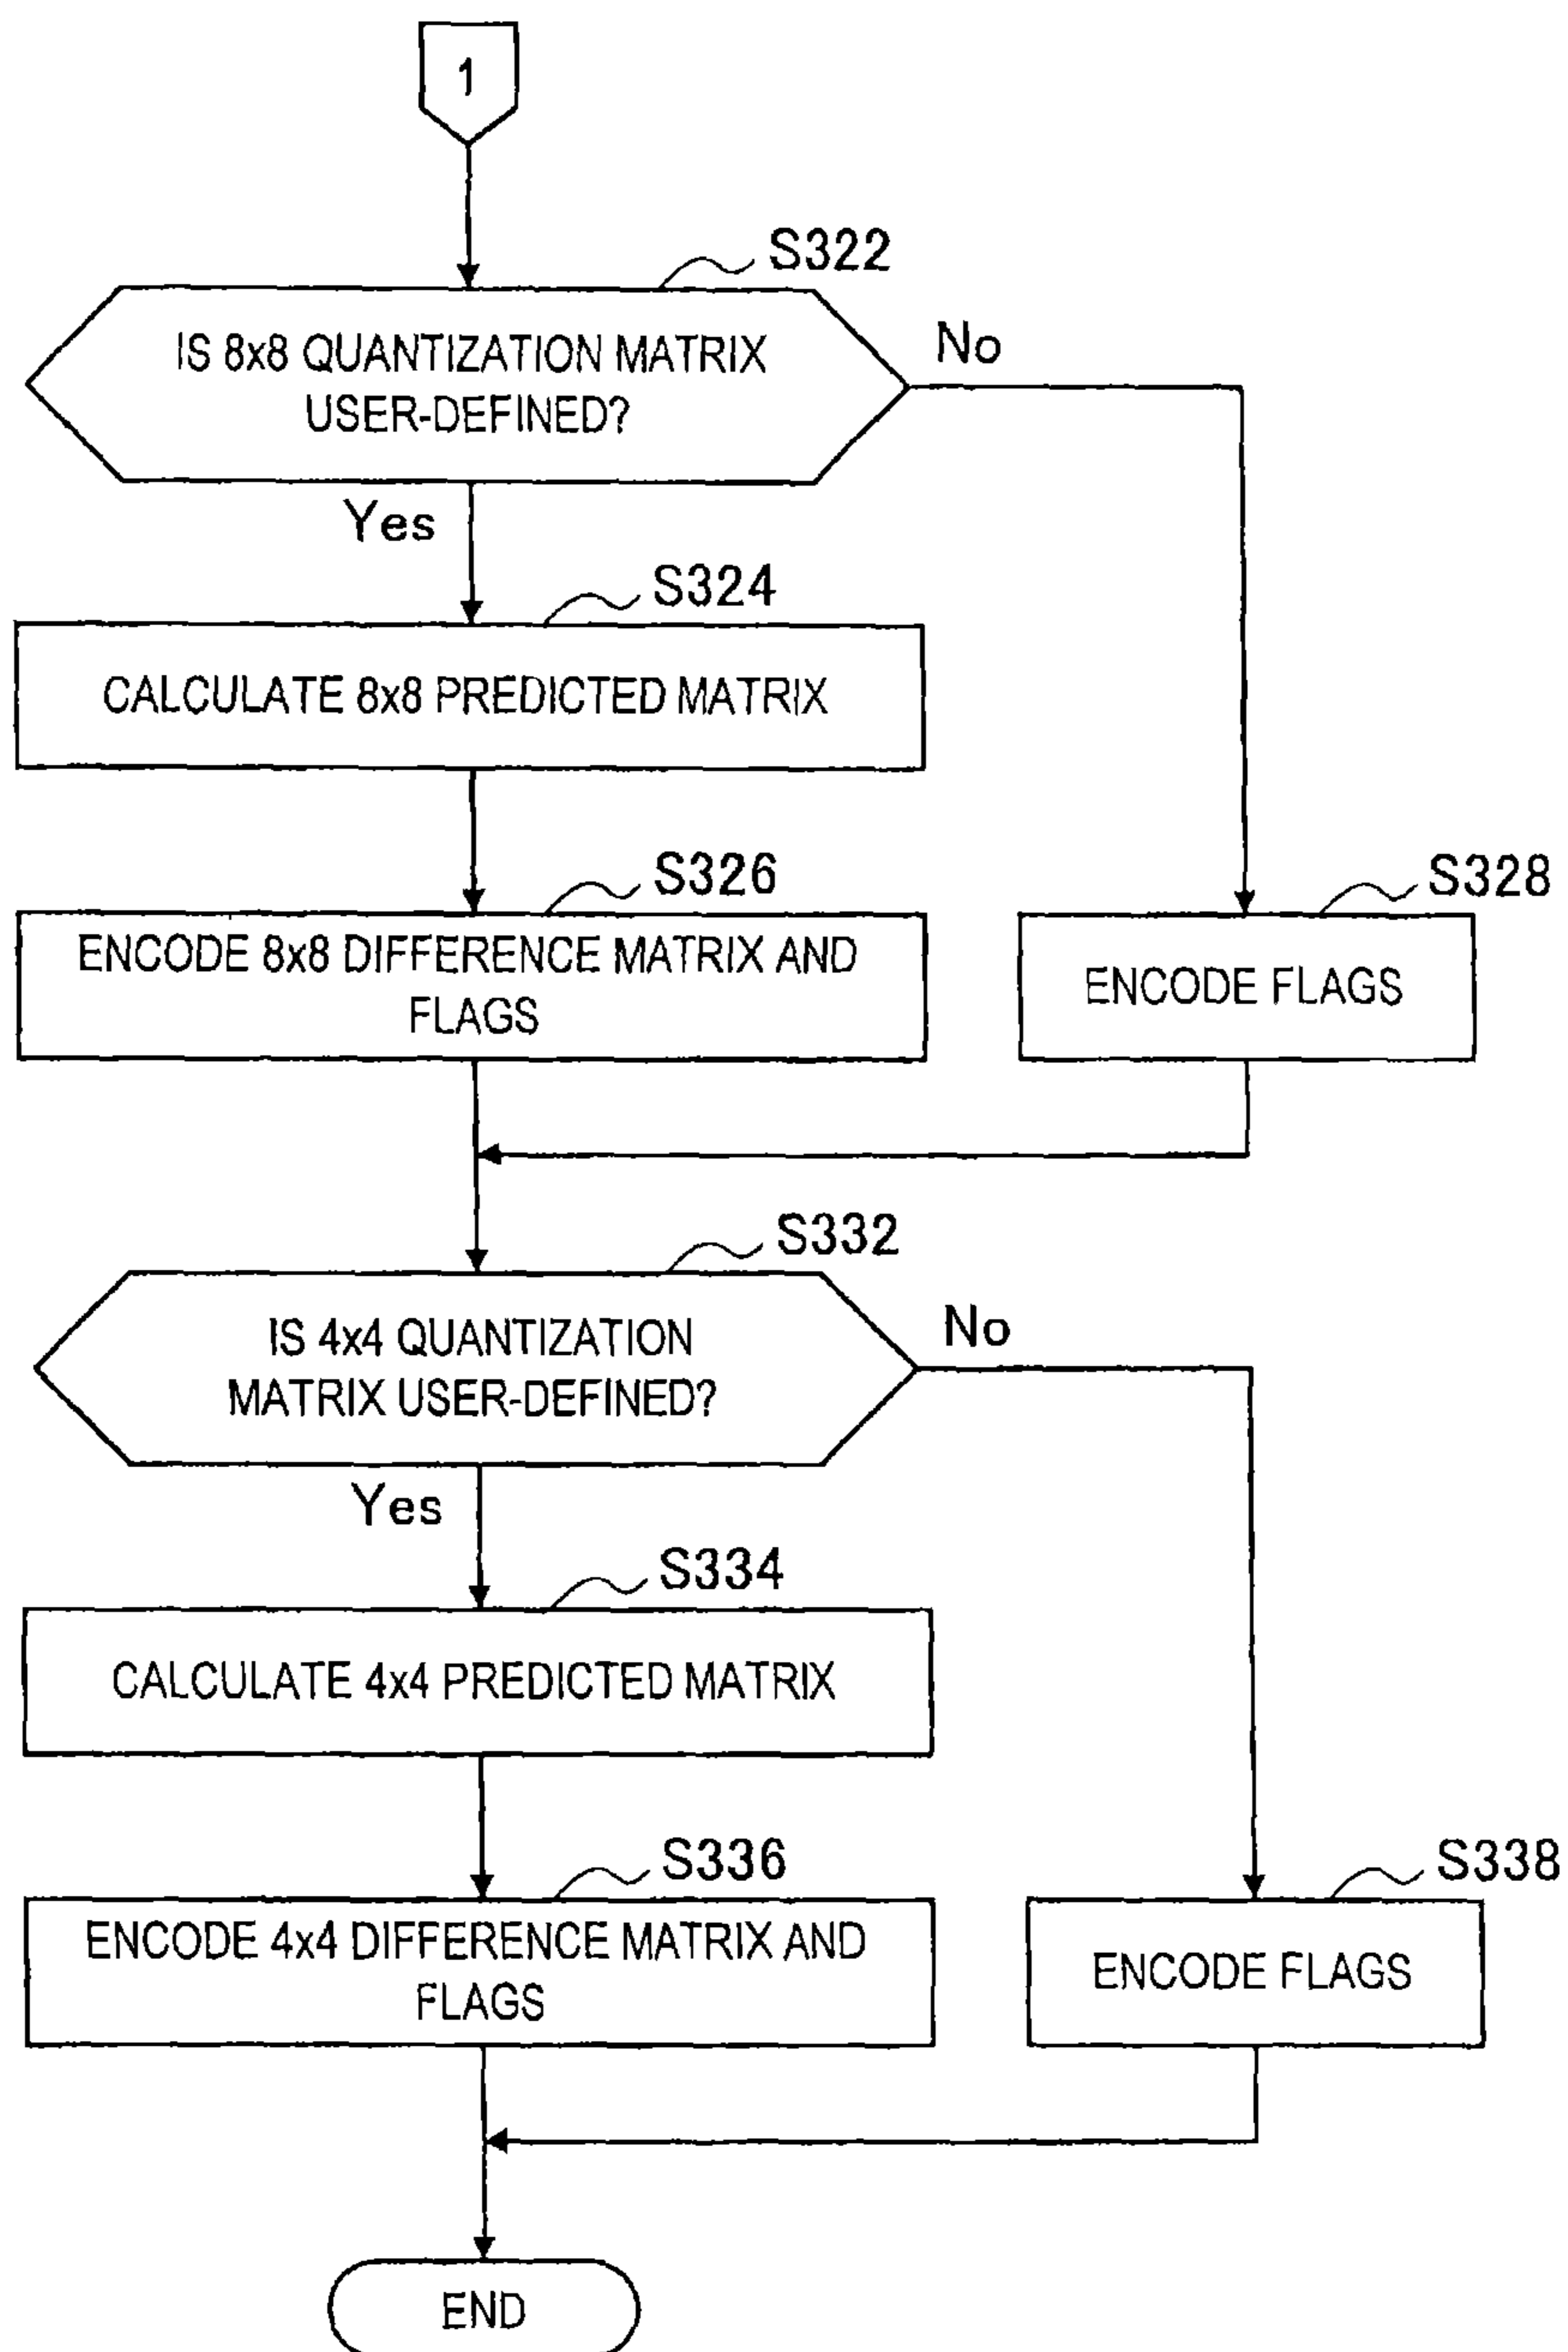 1
S322
IS 8x8 QUANTIZATION MATRIX
USER-DEFINED?
No
Yes
S324
CALCULATE 8x8 PREDICTED MATRIX
S326
ENCODE 8x8 DIFFERENCE MATRIX AND
FLAGS
S328
ENCODE FLAGS
S332
IS 4x4 QUANTIZATION
MATRIX USER-DEFINED?
No
Yes
S334
CALCULATE 4x4 PREDICTED MATRIX
S336
ENCODE 4x4 DIFFERENCE MATRIX AND
FLAGS
S338
ENCODE FLAGS
END